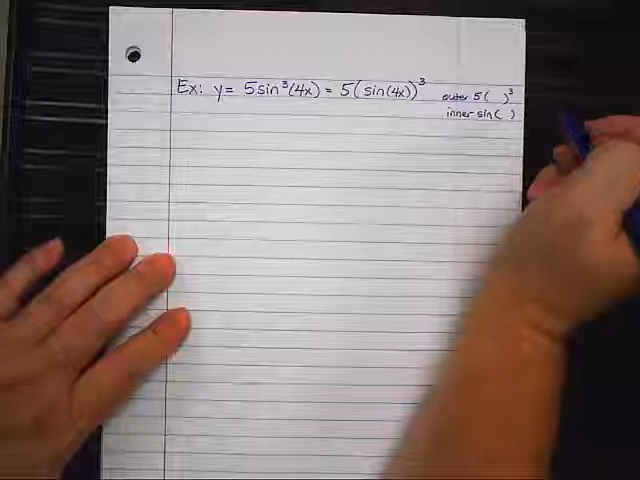 Ex: y = 5sin³(4x) = 5(sin(4x))³
outer 5( )³
inner sin( )